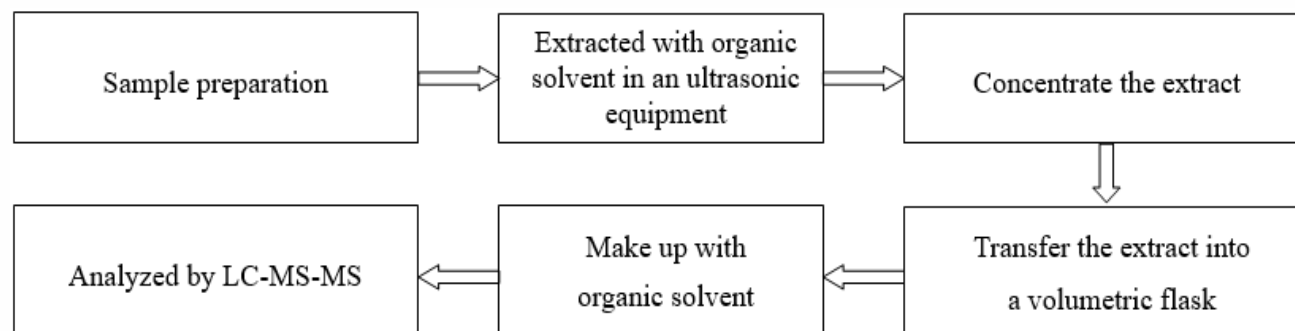 Sample preparation
Extracted with organic
solvent in an ultrasonic
equipment
Concentrate the extract
Transfer the extract into
a volumetric flask
Make up with
organic solvent
Analyzed by LC-MS-MS